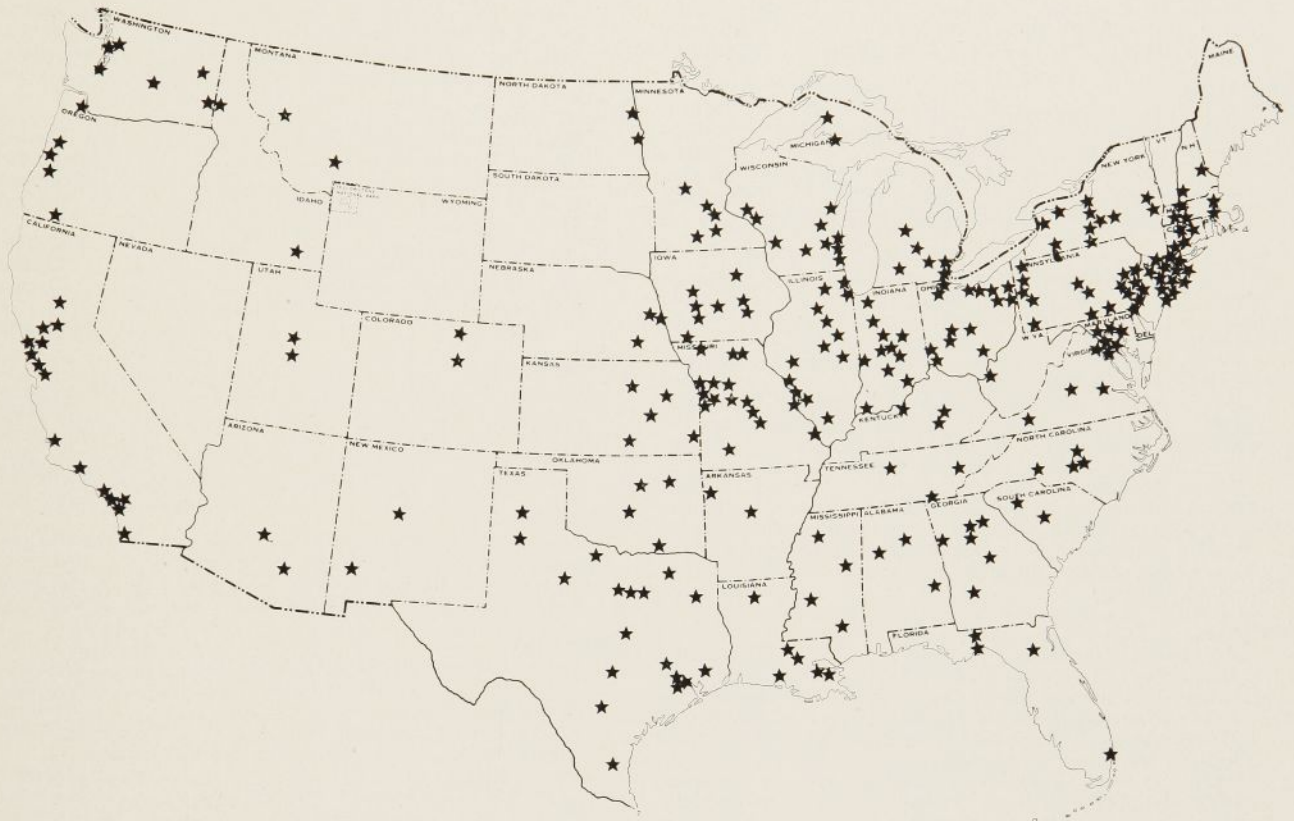 WASHINGTON
MONTANA
NORTH DAKOTA
MINNESOTA
MAINE
OREGON
VT.
N.H.
MICHIGAN
WISCONSIN
NEW YORK
SOUTH DAKOTA
IDAHO
WYOMING
CALIFORNIA
NEVADA
UTAH
IOWA
NEBRASKA
ILLINOIS
INDIANA
PENNSYLVANIA
COLORADO
MARYLAND
DEL.
W.VA.
MISSOURI
VIRGINIA
KANSAS
KENTUCKY
ARIZONA
NEW MEXICO
OKLAHOMA
NORTH CAROLINA
TEXAS
ARKANSAS
TENNESSEE
SOUTH CAROLINA
MISSISSIPPI
ALABAMA
GEORGIA
LOUISIANA
FLORIDA